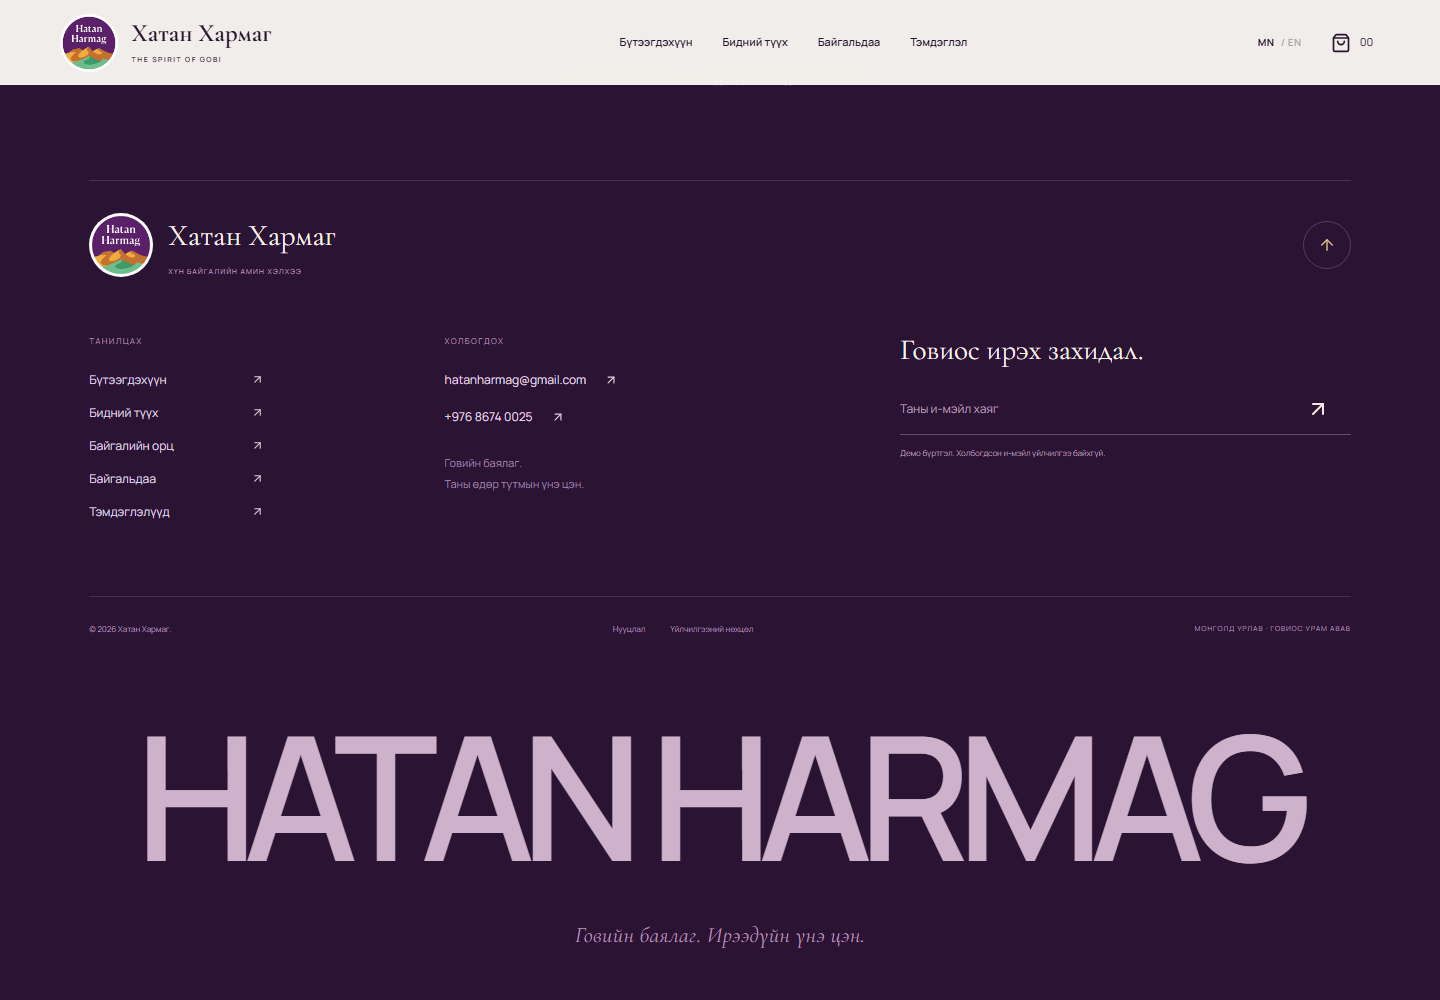 Hatan
Harmag
Хатан Хармаг
THE SPIRIT OF GOBI
Бүтээгдэхүүн
Бидний түүх
Байгальдаа
Тэмдэглэл
MN / EN
00
Hatan
Harmag
Хатан Хармаг
ХҮН БАЙГАЛИЙН АМИН ХЭЛХЭЭ
ТАНИЛЦАХ
Бүтээгдэхүүн
Бидний түүх
Байгалийн орц
Байгальдаа
Тэмдэглэлүүд
ХОЛБОГДОХ
hatanharmag@gmail.com
+976 8674 0025
Говийн баялаг.
Таны өдөр тутмын үнэ цэн.
Говиос ирэх захидал.
Таны и-мэйл хаяг
Демо бүртгэл. Холбогдсон и-мэйл үйлчилгээ байхгүй.
© 2026 Хатан Хармаг.
Нууцлал
Үйлчилгээний нөхцөл
МОНГОЛД УРЛАВ · ГОВИОС УРАМ АВАВ
HATAN HARMAG
Говийн баялаг. Ирээдүйн үнэ цэн.